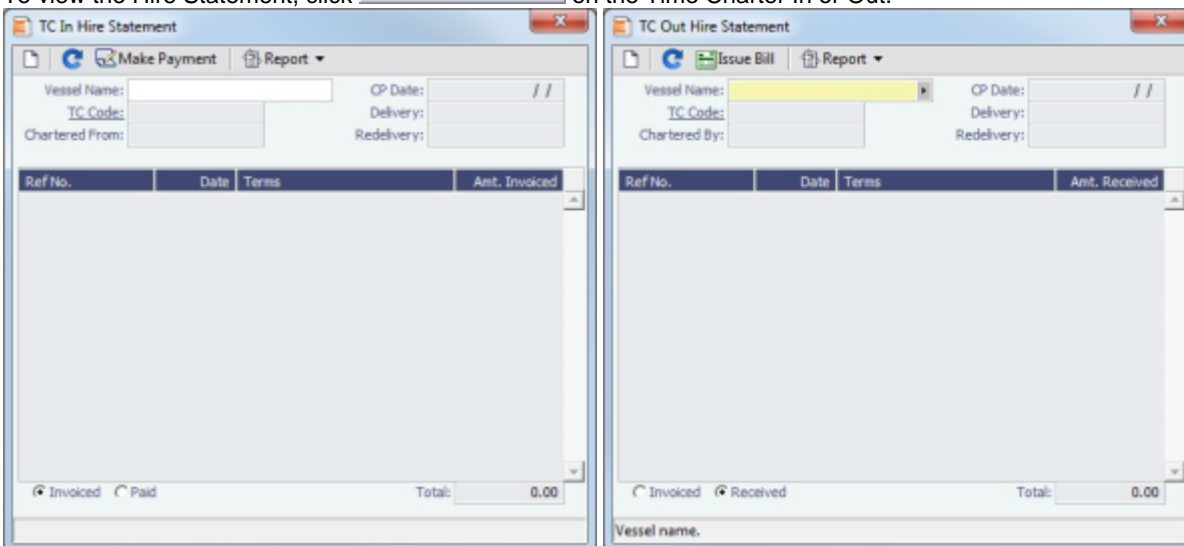 To view the Hire Statement, click on the Time Charter In or Out.
TC In Hire Statement
Make Payment Report
Vessel Name: CP Date: / /
TC Code: Delivery:
Chartered From: Redelivery:
Ref No. Date Terms Amt. Invoiced
Invoiced Paid Total: 0.00
TC Out Hire Statement
Issue Bill Report
Vessel Name: CP Date: / /
TC Code: Delivery:
Chartered By: Redelivery:
Ref No. Date Terms Amt. Received
Invoiced Received Total: 0.00
Vessel name.